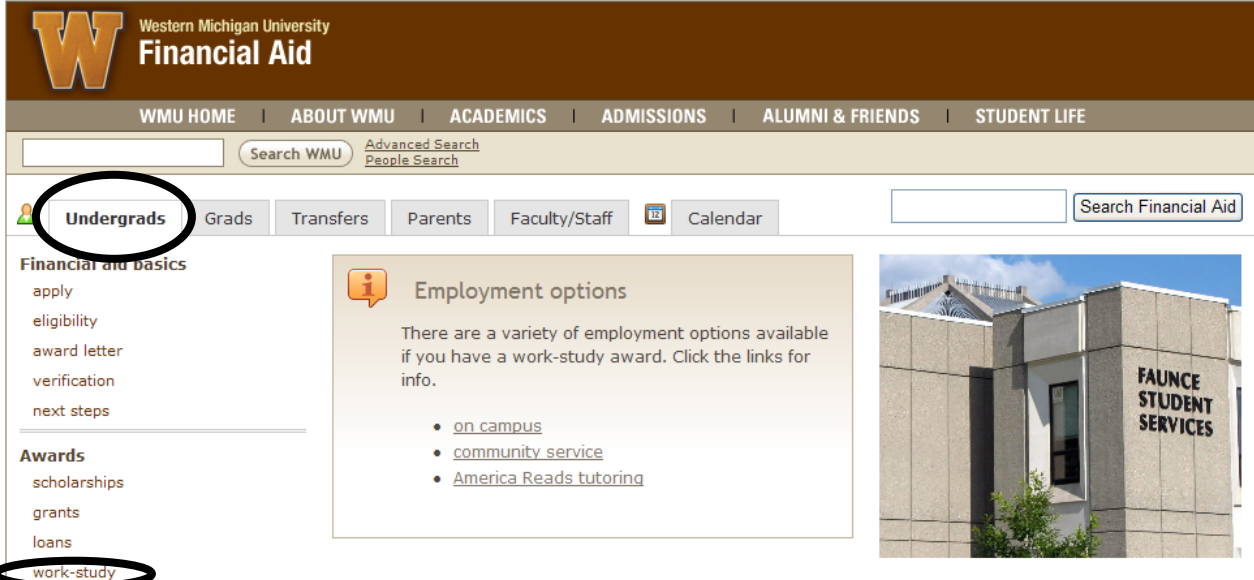 Western Michigan University
Financial Aid
WMU HOME | ABOUT WMU | ACADEMICS | ADMISSIONS | ALUMNI & FRIENDS | STUDENT LIFE
Search WMU
Advanced Search
People Search
Undergrads Grads Transfers Parents Faculty/Staff 12 Calendar
Search Financial Aid
Financial aid basics
apply
eligibility
award letter
verification
next steps
Awards
scholarships
grants
loans
work-study
i
Employment options
There are a variety of employment options available
if you have a work-study award. Click the links for
info.
• on campus
• community service
• America Reads tutoring
FAUNCE
STUDENT
SERVICES
W